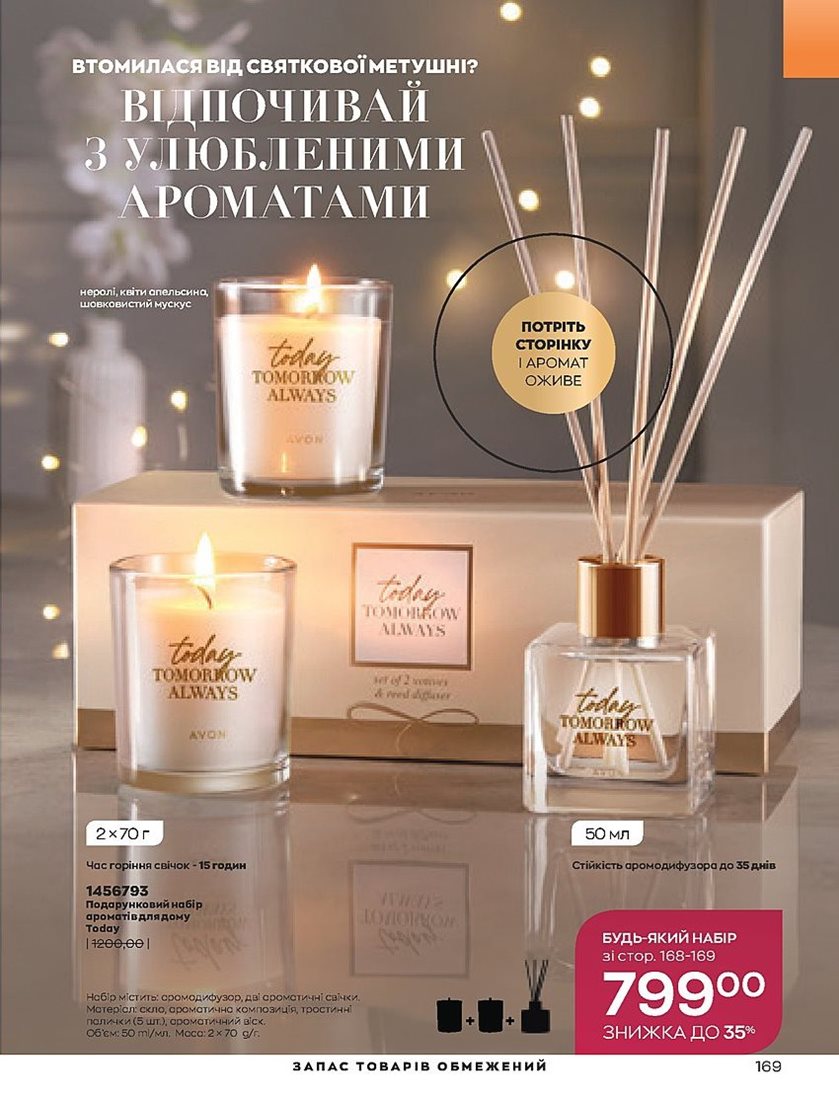 ВТОМИЛАСЯ ВІД СВЯТКОВОЇ МЕТУШНІ?
ВІДПОЧИВАЙ
З УЛЮБЛЕНИМИ
АРОМАТАМИ
неролі, квіти апельсина,
шовковистий мускус
ПОТРІТЬ
СТОРІНКУ
І АРОМАТ
ОЖИВЕ
today
TOMORROW
ALWAYS
AVON
today
TOMORROW
ALWAYS
set of 2 votives
& reed diffuser
today
TOMORROW
ALWAYS
AVON
today
TOMORROW
ALWAYS
AVON
2×70 г
Час горіння свічок - 15 годин
50 мл
Стійкість аромодифузора до 35 днів
1456793
Подарунковий набір
ароматів для дому
Today
| 1200,00 |
Набір містить: аромодифузор, дві ароматичні свічки.
Матеріал: скло, ароматична композиція, тростинні
палички (5 шт.), ароматичний віск.
Об'єм: 50 ml/мл. Маса: 2×70 g/г.
+ +
БУДЬ-ЯКИЙ НАБІР
зі стор. 168-169
799⁰⁰
ЗНИЖКА ДО 35%
ЗАПАС ТОВАРІВ ОБМЕЖЕНИЙ
169